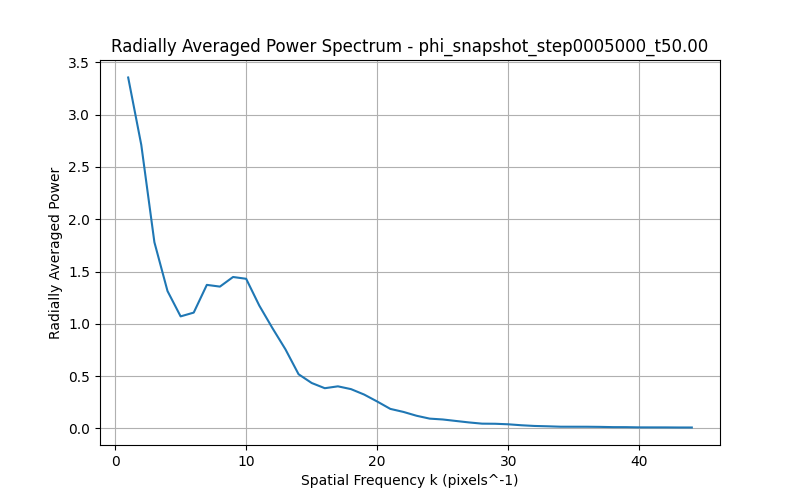 Radially Averaged Power Spectrum - phi_snapshot_step0005000_t50.00
3.5
3.0
2.5
2.0
1.5
1.0
0.5
0.0
Radially Averaged Power
0 10 20 30 40
Spatial Frequency k (pixels^-1)